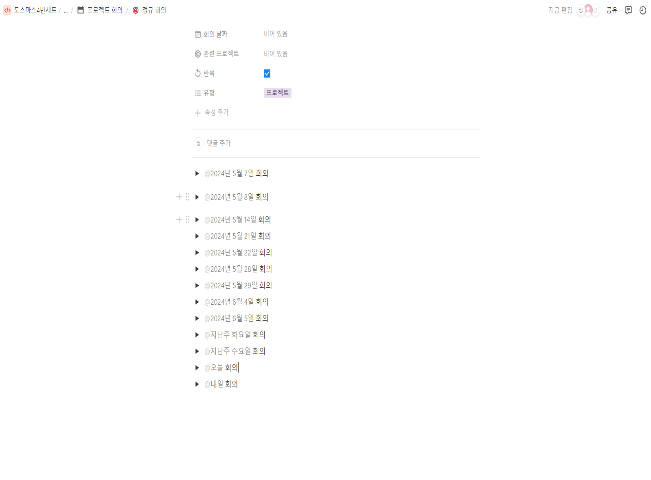 / ... / 프로젝트 회의 / 정규 회의
지금 편집
공유
회의 날짜 비어 있음
관련 프로젝트 비어 있음
반복
유형 프로젝트
속성 추가
댓글 추가
@2024년 5월 7일 회의
@2024년 5월 8일 회의
@2024년 5월 14일 회의
@2024년 5월 21일 회의
@2024년 5월 22일 회의
@2024년 5월 28일 회의
@2024년 5월 29일 회의
@2024년 6월 4일 회의
@2024년 6월 5일 회의
@지난주 화요일 회의
@지난주 수요일 회의
@오늘 회의
@내일 회의